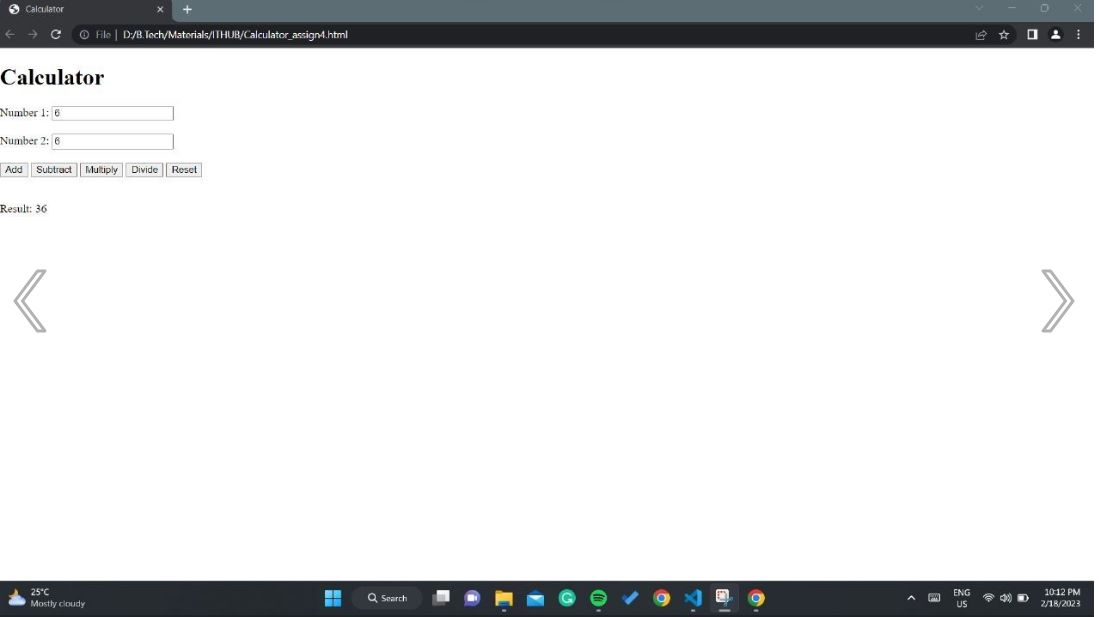 Calculator
File | D:/B.Tech/Materials/ITHUB/Calculator_assign4.html
Calculator
Number 1: 6
Number 2: 6
Add Subtract Multiply Divide Reset
Result: 36
25°C
Mostly cloudy
Search
ENG
US
10:12 PM
2/18/2023